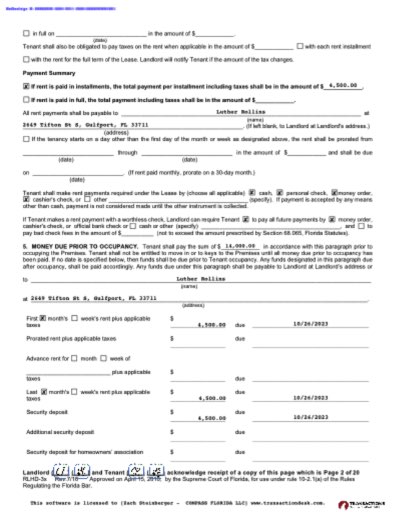 ☐ in full on ____________ in the amount of $____________.
(date)
Tenant shall also be obligated to pay taxes on the rent when applicable in the amount of $____________ ☐ with each rent installment
☐ with the rent for the full term of the Lease. Landlord will notify Tenant if the amount of the tax changes.
Payment Summary
☒ If rent is paid in installments, the total payment per installment including taxes shall be in the amount of $ 4,500.00 .
☐ If rent is paid in full, the total payment including taxes shall be in the amount of $____________.
All rent payments shall be payable to Luther Rollins at
(name)
2649 Tifton St S, Gulfport, FL 33711 . (If left blank, to Landlord at Landlord's address.)
(address)
☐ If the tenancy starts on a day other than the first day of the month or week as designated above, the rent shall be prorated from
____________ through ____________ in the amount of $____________ and shall be due
(date) (date)
on ____________. (If rent paid monthly, prorate on a 30-day month.)
(date)
Tenant shall make rent payments required under the Lease by (choose all applicable) ☒ cash, ☒ personal check, ☒ money order,
☒ cashier's check, or ☐ other ____________ (specify). If payment is accepted by any means
other than cash, payment is not considered made until the other instrument is collected.
If Tenant makes a rent payment with a worthless check, Landlord can require Tenant ☒ to pay all future payments by ☒ money order,
cashier's check, or official bank check or ☐ cash or other (specify) ____________, and ☐ to
pay bad check fees in the amount of $____________ (not to exceed the amount prescribed by Section 68.065, Florida Statutes).
5. MONEY DUE PRIOR TO OCCUPANCY. Tenant shall pay the sum of $ 14,000.00 in accordance with this paragraph prior to
occupying the Premises. Tenant shall not be entitled to move in or to keys to the Premises until all money due prior to occupancy has
been paid. If no date is specified below, then funds shall be due prior to Tenant occupancy. Any funds designated in this paragraph due
after occupancy, shall be paid accordingly. Any funds due under this paragraph shall be payable to Landlord at Landlord's address or
to Luther Rollins
(name)
at 2649 Tifton St S, Gulfport, FL 33711
(address)
First ☒ month's ☐ week's rent plus applicable
taxes $ 4,500.00 due 10/26/2023
Prorated rent plus applicable taxes $ due
Advance rent for ☐ month ☐ week of
____________ plus applicable
taxes $ due
Last ☒ month's ☐ week's rent plus applicable
taxes $ 4,500.00 due 10/26/2023
Security deposit $ 4,500.00 due 10/26/2023
Additional security deposit $ due
Security deposit for homeowners' association $ due
Landlord and Tenant acknowledge receipt of a copy of this page which is Page 2 of 20
RLHD-3x Rev. 7/16 Approved on April 15, 2010, by the Supreme Court of Florida, for use under rule 10-2.1(a) of the Rules
Regulating the Florida Bar.
This software is licensed to [Zach Steinberger - COMPASS FLORIDA LLC] www.transactiondesk.com.